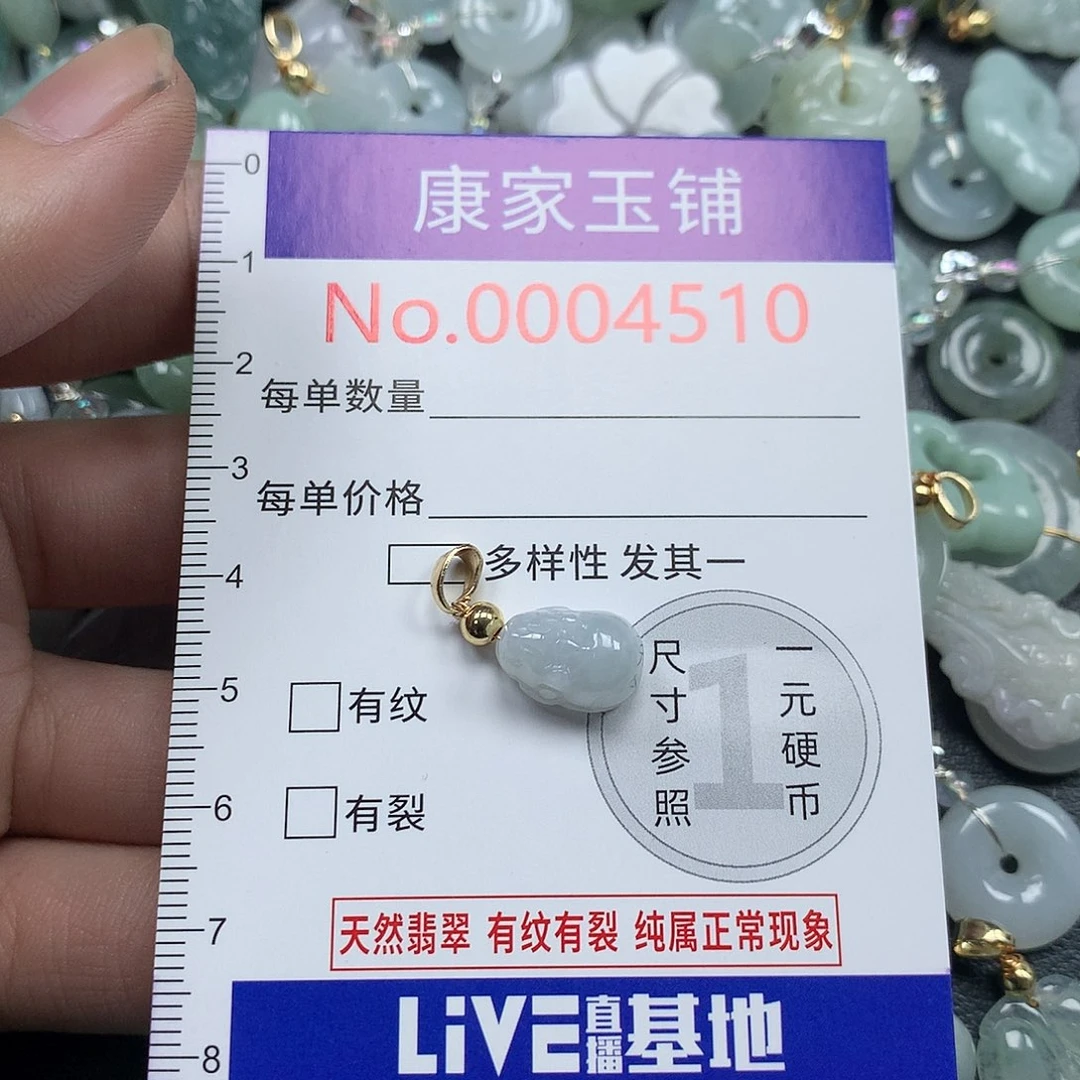 康家玉铺
No.0004510
每单数量
每单价格
多样性 发其一
有纹
有裂
尺寸参照
1
一元硬币
天然翡翠 有纹有裂 纯属正常现象
LiVE直播基地
0
1
2
3
4
5
6
7
8